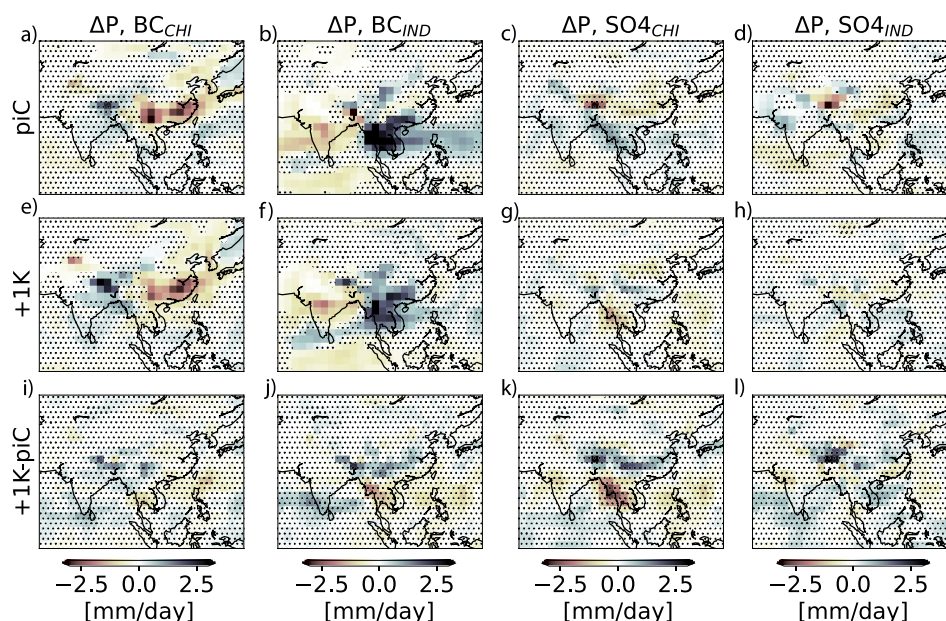 ΔP, BC_CHI ΔP, BC_IND ΔP, SO4_CHI ΔP, SO4_IND
a) b) c) d)
piC
e) f) g) h)
+1K
i) j) k) l)
+1K-piC
−2.5 0.0 2.5 −2.5 0.0 2.5 −2.5 0.0 2.5 −2.5 0.0 2.5
[mm/day] [mm/day] [mm/day] [mm/day]